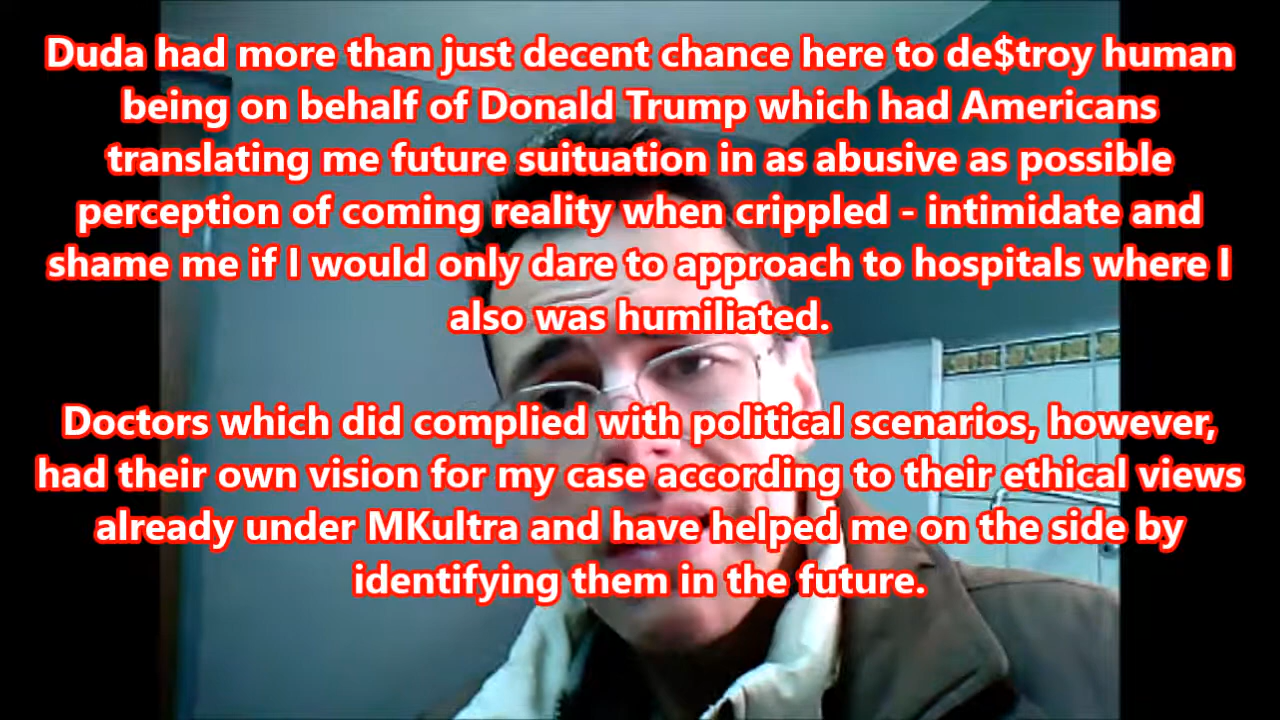 Duda had more than just decent chance here to de$troy human
being on behalf of Donald Trump which had Americans
translating me future suituation in as abusive as possible
perception of coming reality when crippled - intimidate and
shame me if I would only dare to approach to hospitals where I
also was humiliated.
Doctors which did complied with political scenarios, however,
had their own vision for my case according to their ethical views
already under MKultra and have helped me on the side by
identifying them in the future.